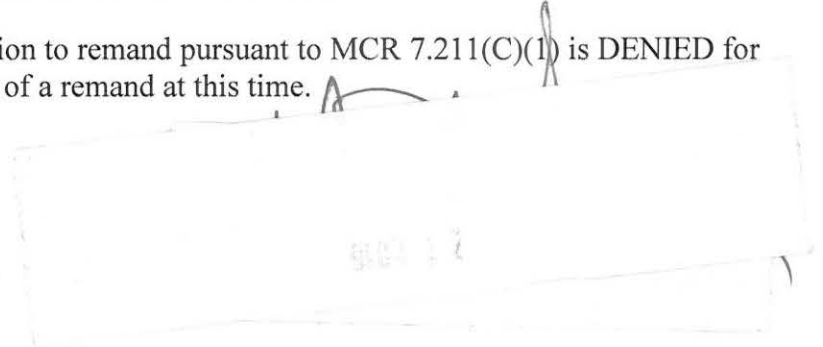 ion to remand pursuant to MCR 7.211(C)(1) is DENIED for
of a remand at this time.